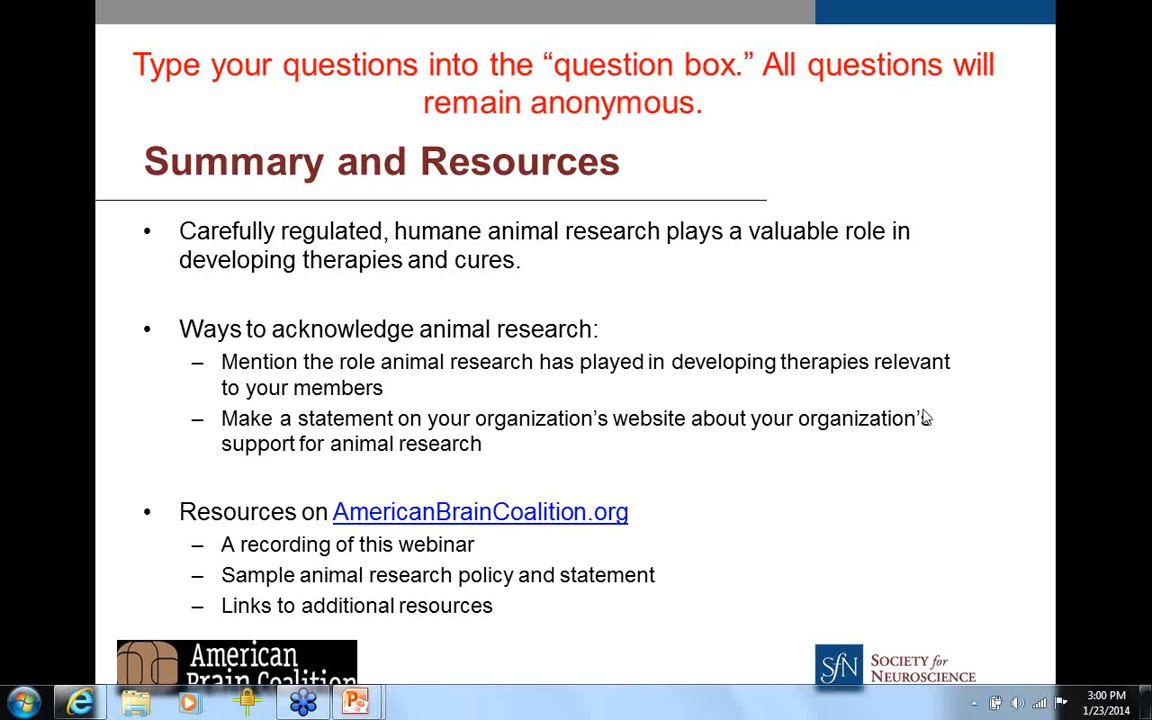 Type your questions into the “question box.” All questions will
remain anonymous.
Summary and Resources
• Carefully regulated, humane animal research plays a valuable role in
developing therapies and cures.
• Ways to acknowledge animal research:
– Mention the role animal research has played in developing therapies relevant
to your members
– Make a statement on your organization’s website about your organization’s
support for animal research
• Resources on AmericanBrainCoalition.org
– A recording of this webinar
– Sample animal research policy and statement
– Links to additional resources
American
Brain Coalition
SfN
SOCIETY for
NEUROSCIENCE
3:00 PM
1/23/2014